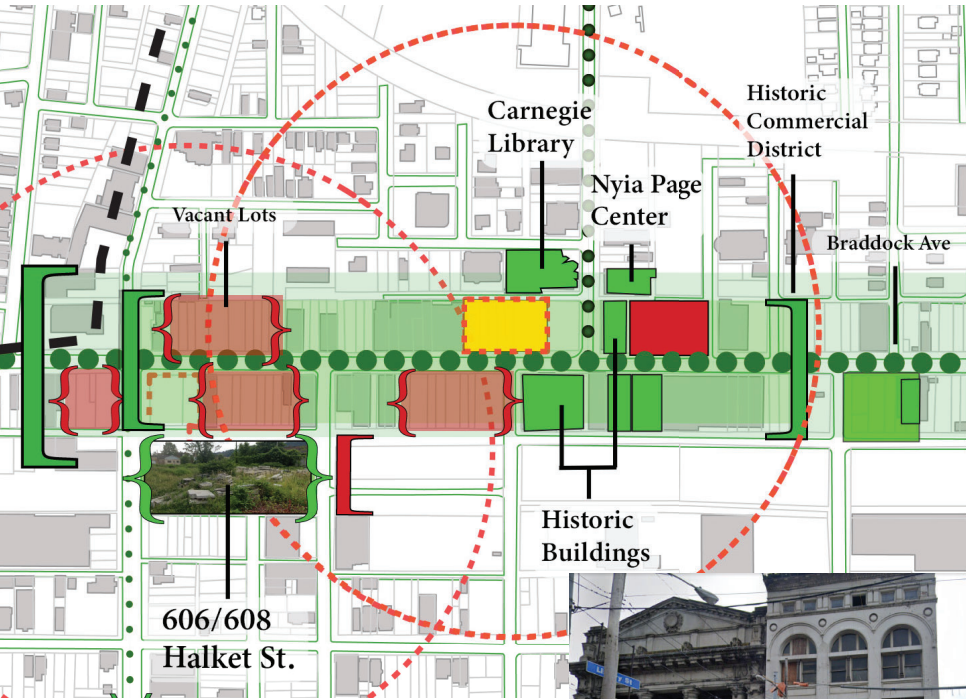 Historic
Commercial
District
Carnegie
Library
Nyia Page
Center
Vacant Lots
Braddock Ave
Historic
Buildings
606/608
Halket St.